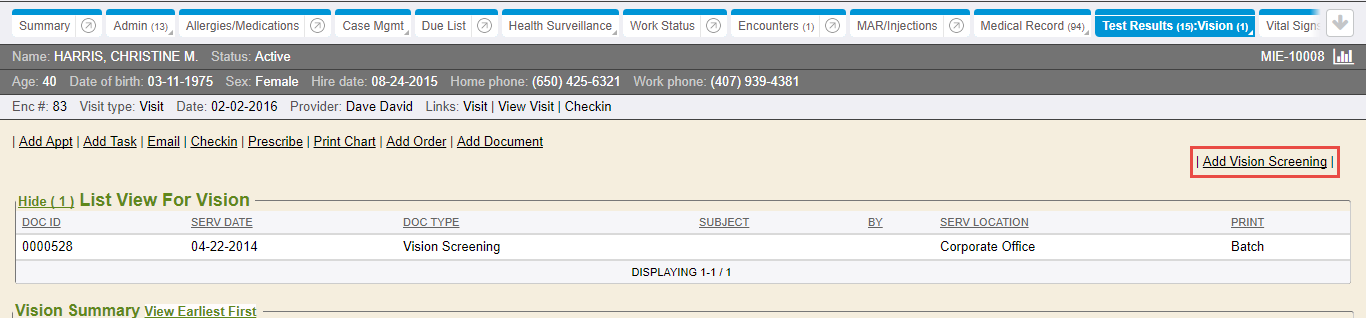 Summary Admin (13) Allergies/Medications Case Mgmt Due List Health Surveillance Work Status Encounters (1) MAR/Injections Medical Record (94) Test Results (15):Vision (1) Vital Signs
Name: HARRIS, CHRISTINE M. Status: Active MIE-10008
Age: 40 Date of birth: 03-11-1975 Sex: Female Hire date: 08-24-2015 Home phone: (650) 425-6321 Work phone: (407) 939-4381
Enc #: 83 Visit type: Visit Date: 02-02-2016 Provider: Dave David Links: Visit | View Visit | Checkin
| Add Appt | Add Task | Email | Checkin | Prescribe | Print Chart | Add Order | Add Document
| Add Vision Screening |
Hide ( 1 ) List View For Vision
DOC ID SERV DATE DOC TYPE SUBJECT BY SERV LOCATION PRINT
0000528 04-22-2014 Vision Screening Corporate Office Batch
DISPLAYING 1-1 / 1
Vision Summary View Earliest First